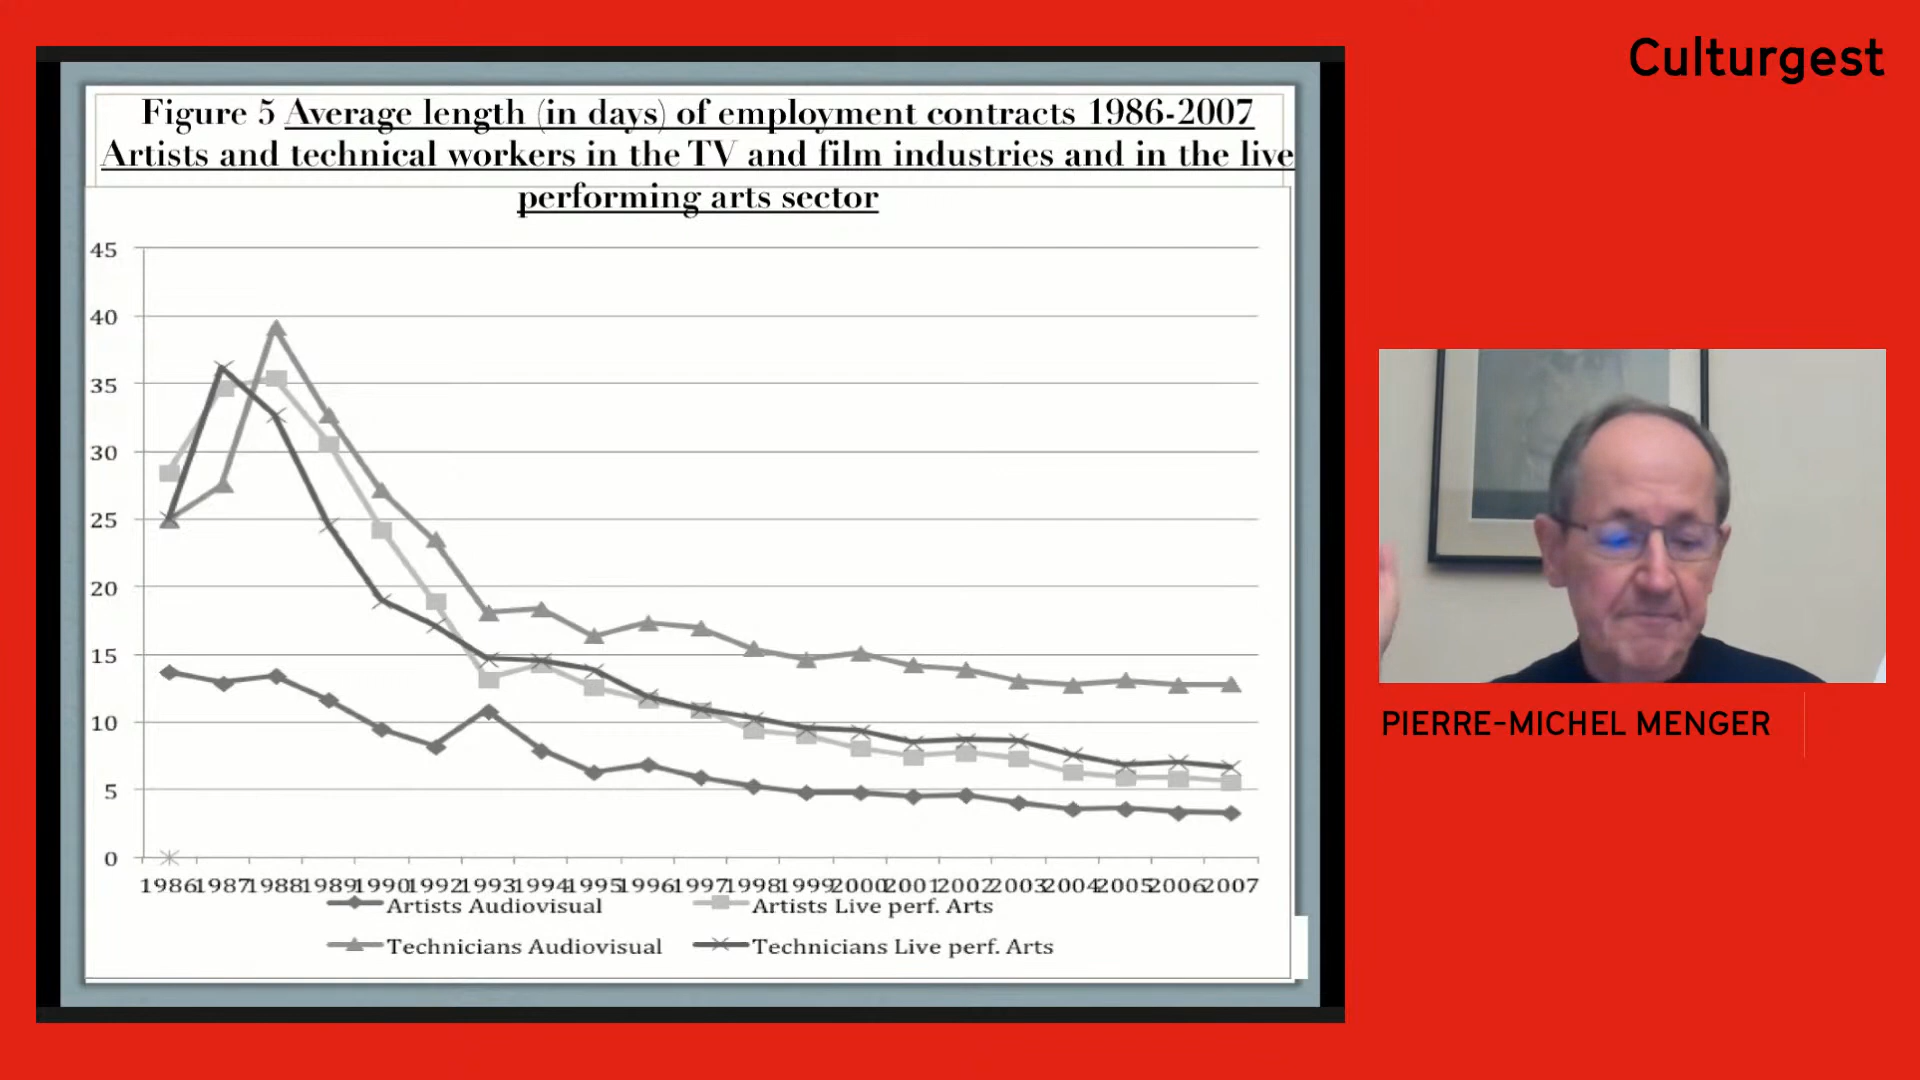 Culturgest
Figure 5 Average length (in days) of employment contracts 1986-2007
Artists and technical workers in the TV and film industries and in the live
performing arts sector
45
40
35
30
25
20
15
10
5
0
1986 1987 1988 1989 1990 1992 1993 1994 1995 1996 1997 1998 1999 2000 2001 2002 2003 2004 2005 2006 2007
Artists Audiovisual Artists Live perf. Arts
Technicians Audiovisual Technicians Live perf. Arts
PIERRE-MICHEL MENGER